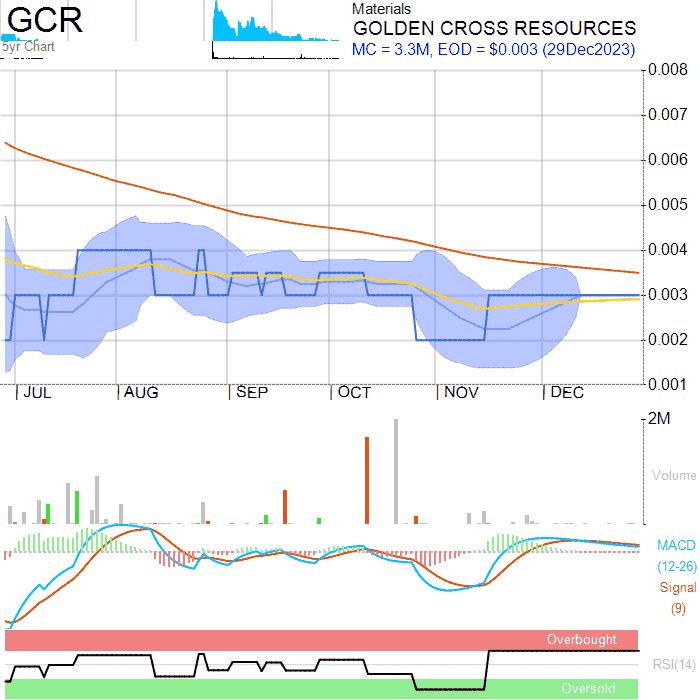 GCR
5yr Chart
Materials
GOLDEN CROSS RESOURCES
MC = 3.3M, EOD = $0.003 (29Dec2023)
0.008
0.007
0.006
0.005
0.004
0.003
0.002
0.001
JUL AUG SEP OCT NOV DEC
2M
Volume
MACD
(12-26)
Signal
(9)
Overbought
RSI(14)
Oversold